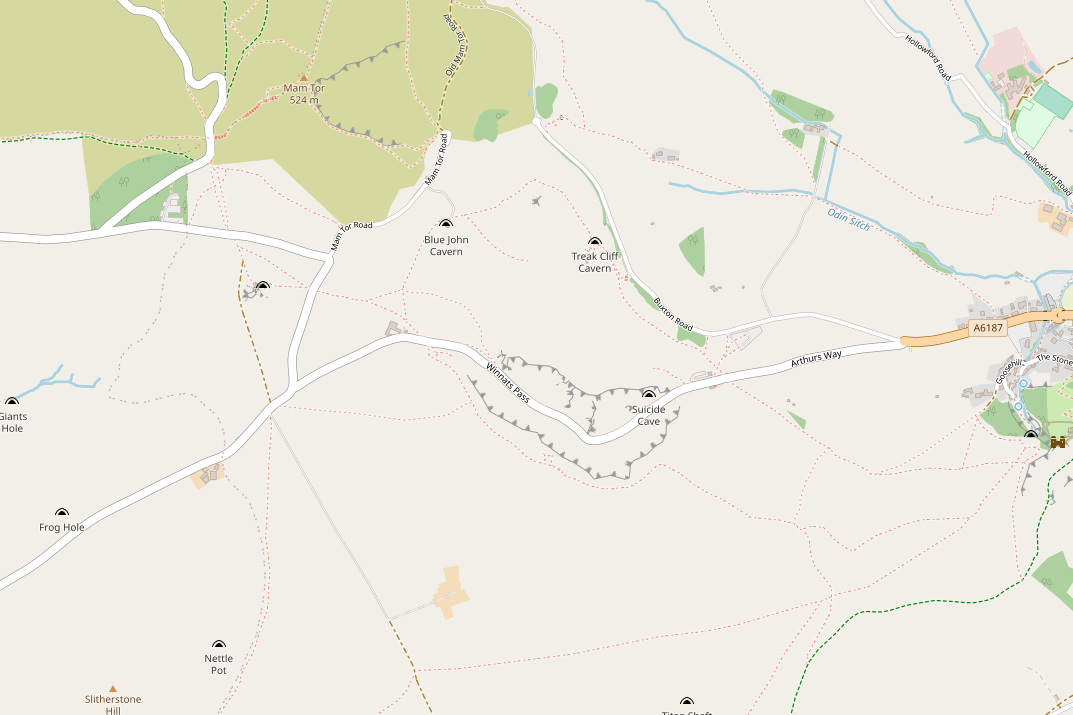 Old Mam Tor Road
Hollowford Road
Mam Tor
524 m
Mam Tor Road
Hollowford Road
Odin Sitch
Mam Tor Road
Blue John
Cavern
Treak Cliff
Cavern
Buxton Road
A6187
Arthurs Way
Goosehill
The Stone
Winnats Pass
Giants
Hole
Suicide
Cave
Frog Hole
Nettle
Pot
Slitherstone
Hill